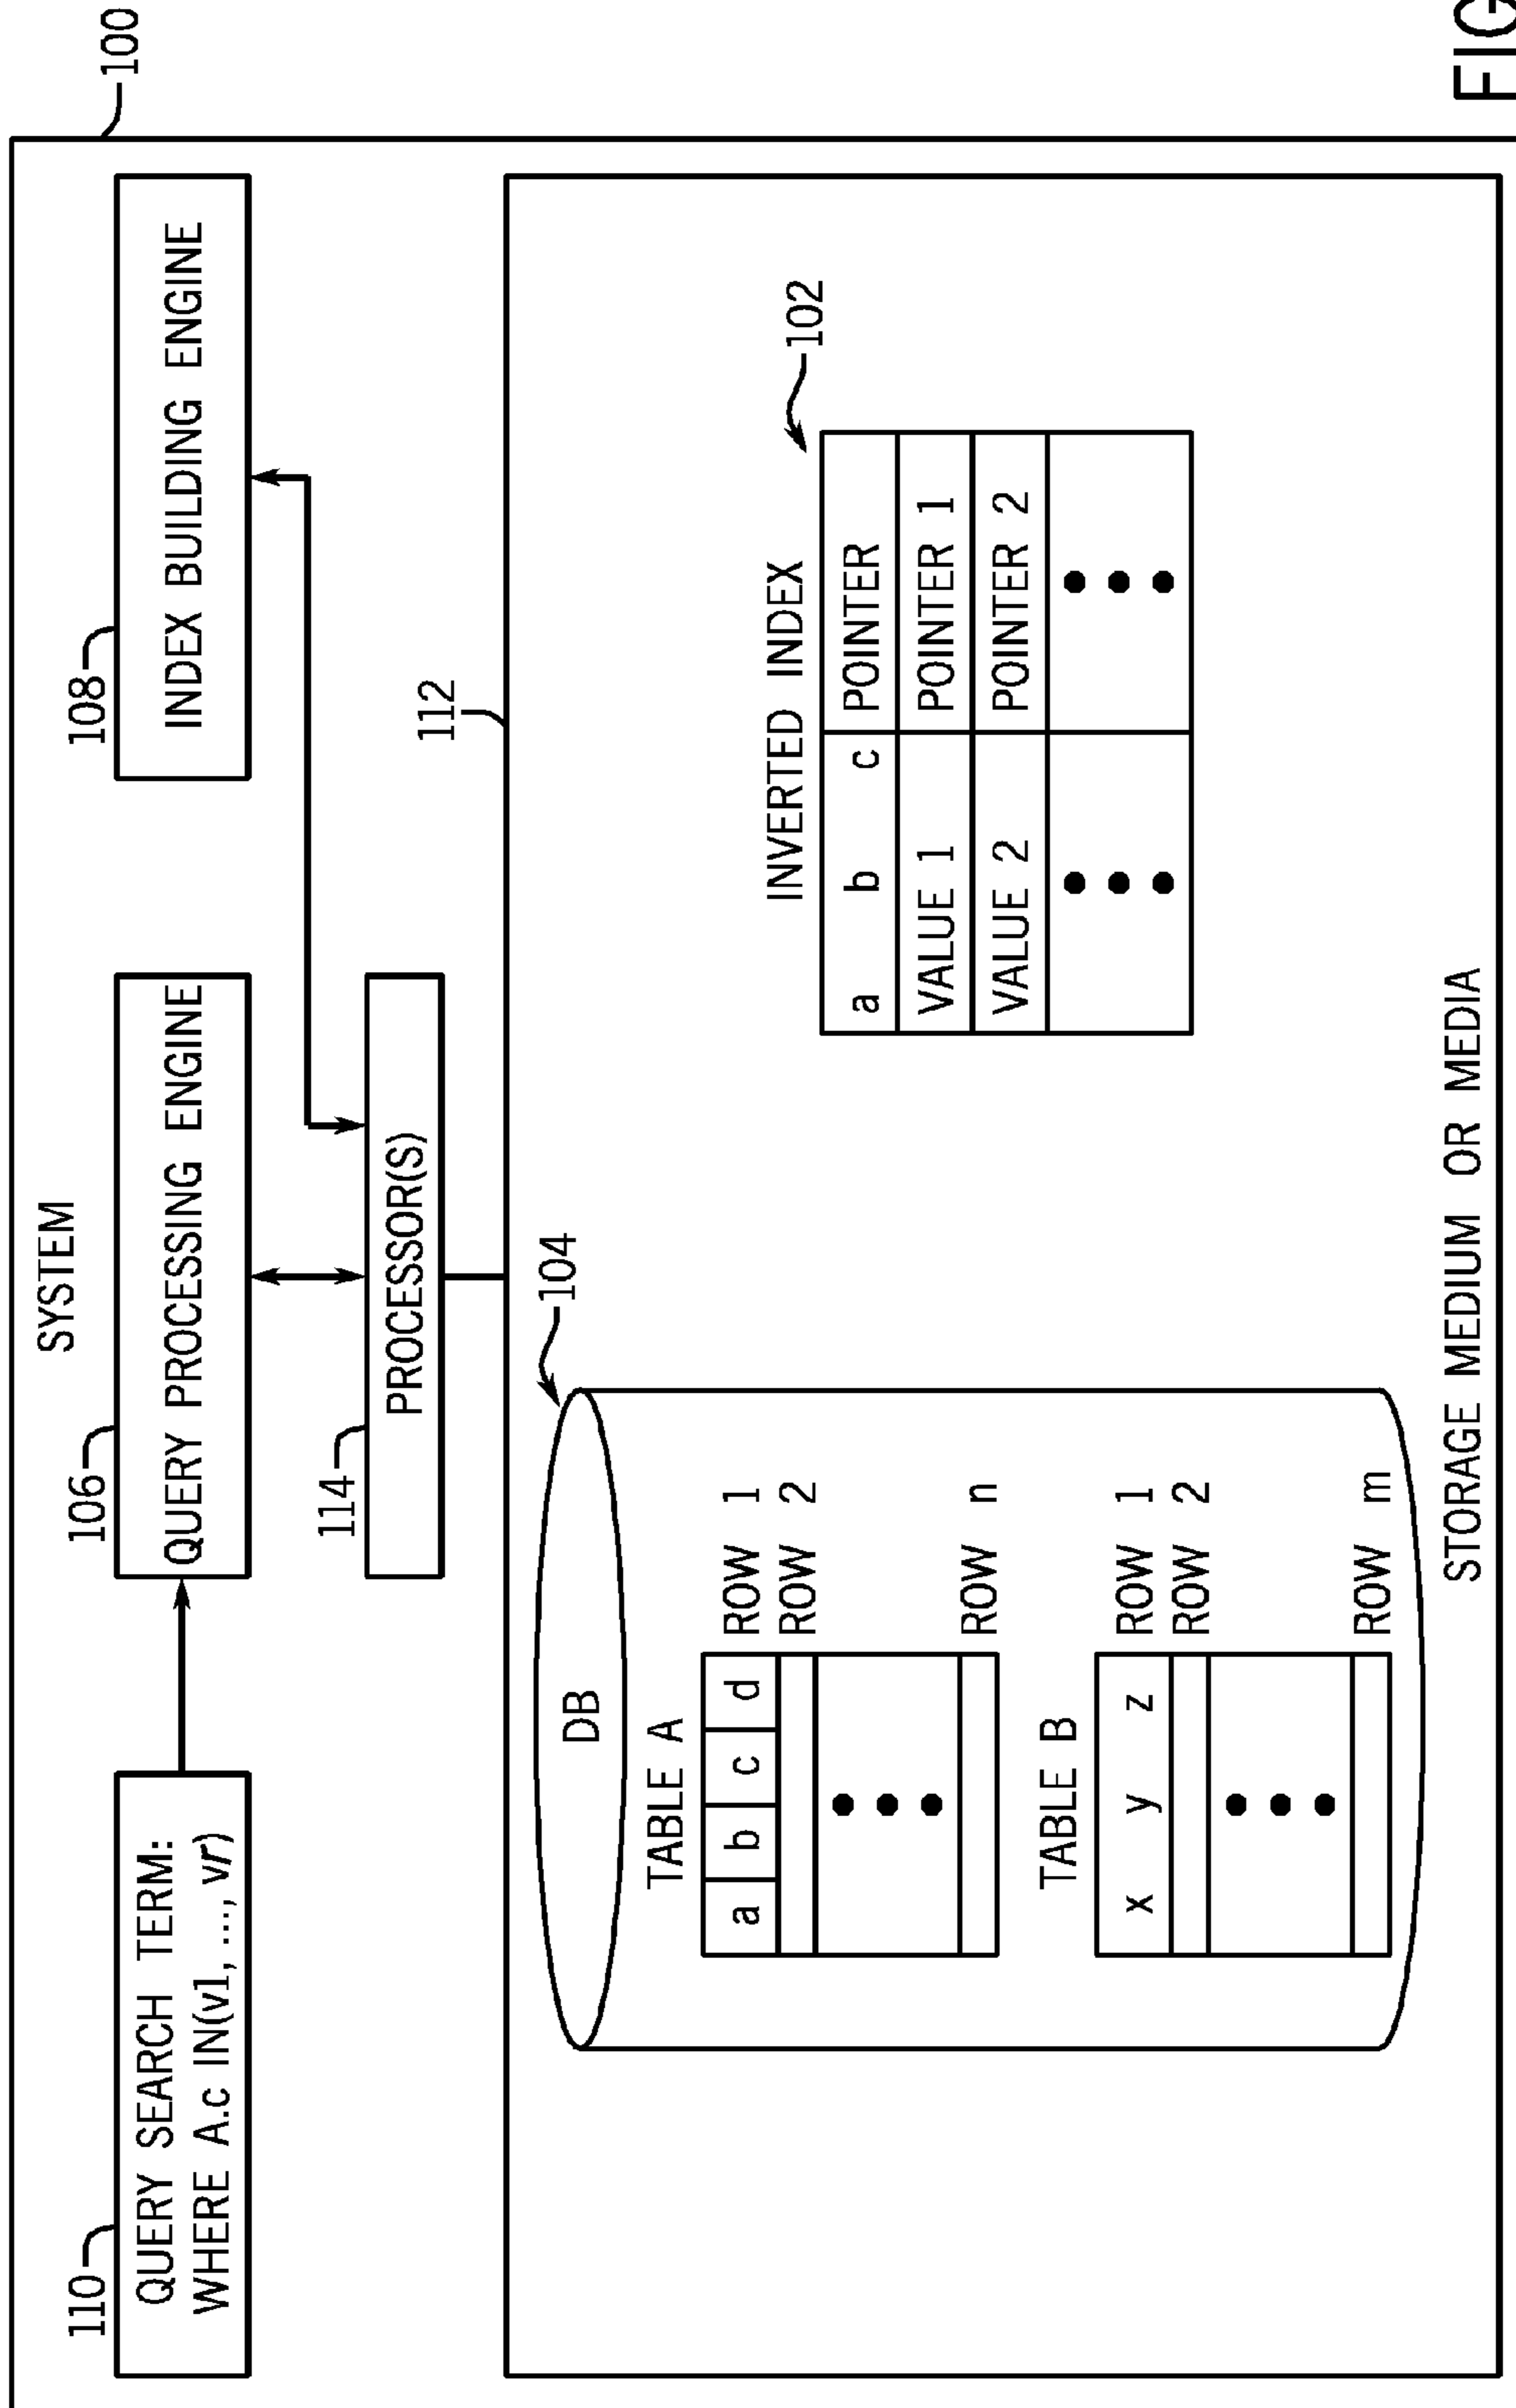 SYSTEM
100
110
QUERY SEARCH TERM:
WHERE A.c IN(v1, ..., vr)
106
QUERY PROCESSING ENGINE
108
INDEX BUILDING ENGINE
114
PROCESSOR(S)
112
104
DB
TABLE A
a b c d
ROW 1
ROW 2
ROW n
TABLE B
x y z
ROW 1
ROW 2
ROW m
INVERTED INDEX
102
a b c POINTER
VALUE 1 POINTER 1
VALUE 2 POINTER 2
STORAGE MEDIUM OR MEDIA
FIG